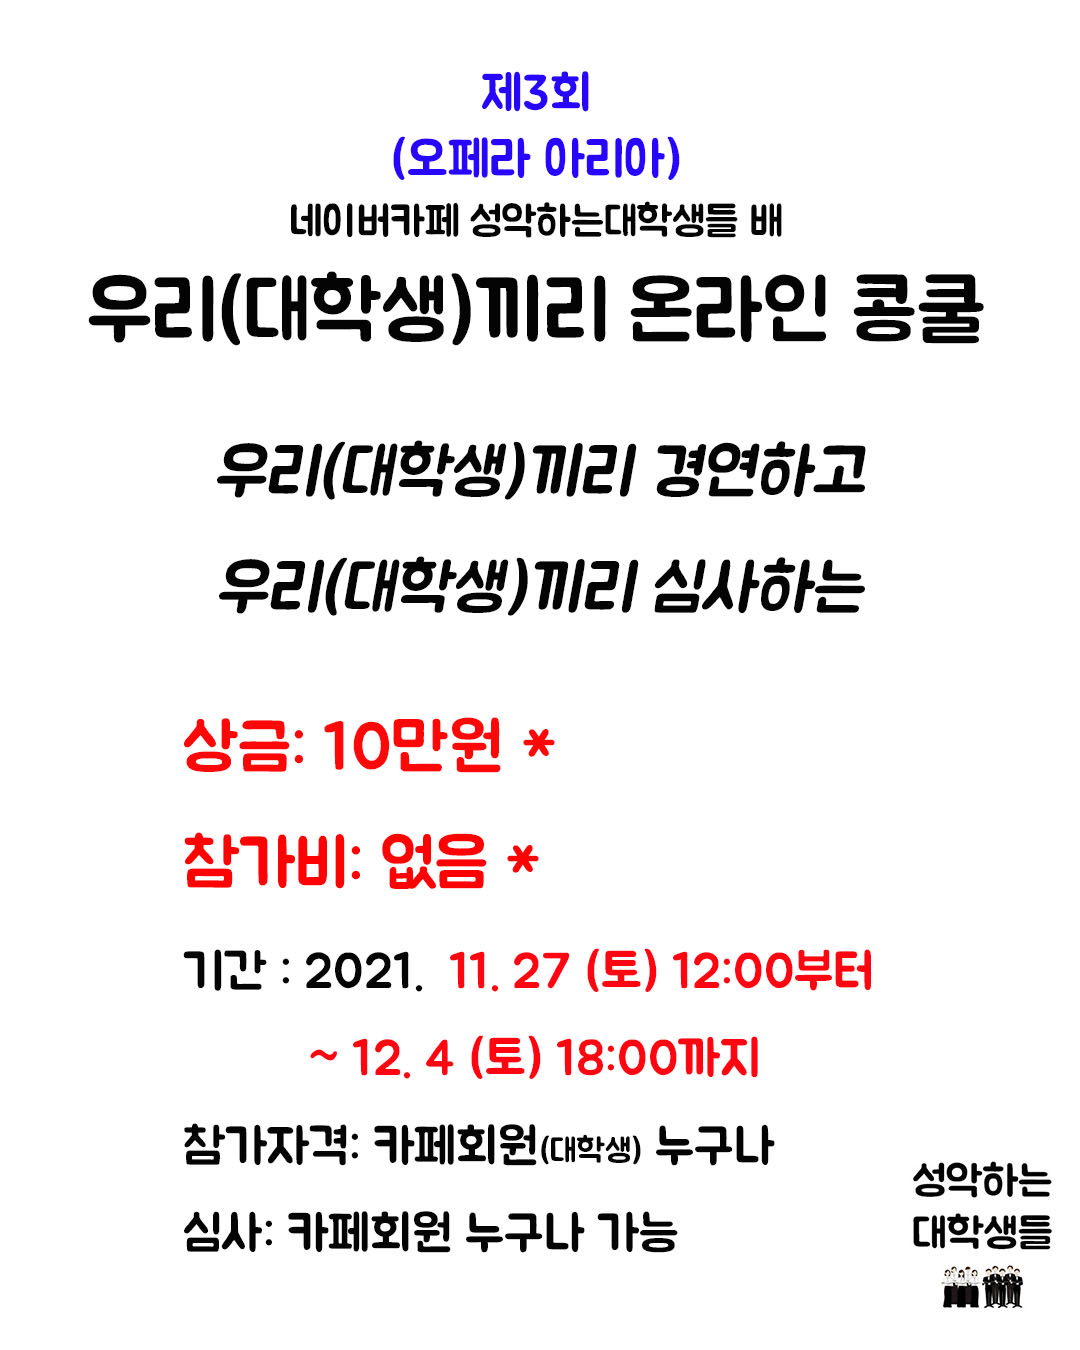 제3회
(오페라 아리아)
네이버카페 성악하는대학생들 배
우리(대학생)끼리 온라인 콩쿨
우리(대학생)끼리 경연하고
우리(대학생)끼리 심사하는
상금: 10만원 *
참가비: 없음 *
기간 : 2021. 11. 27 (토) 12:00부터
~ 12. 4 (토) 18:00까지
참가자격: 카페회원(대학생) 누구나
심사: 카페회원 누구나 가능
성악하는
대학생들